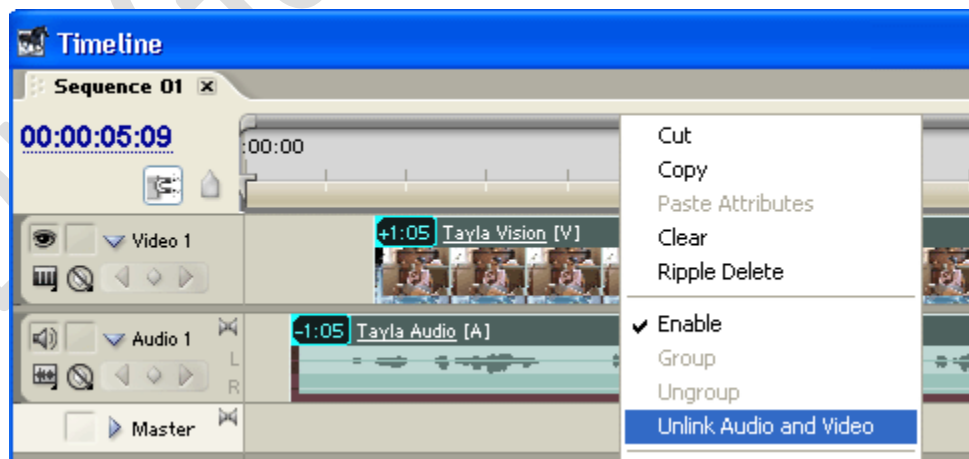 Timeline
Sequence 01
00:00:05:09
:00:00
Video 1
+1:05 Tayla Vision [V]
Audio 1
L
R
-1:05 Tayla Audio [A]
Master
Cut
Copy
Paste Attributes
Clear
Ripple Delete
Enable
Group
Ungroup
Unlink Audio and Video